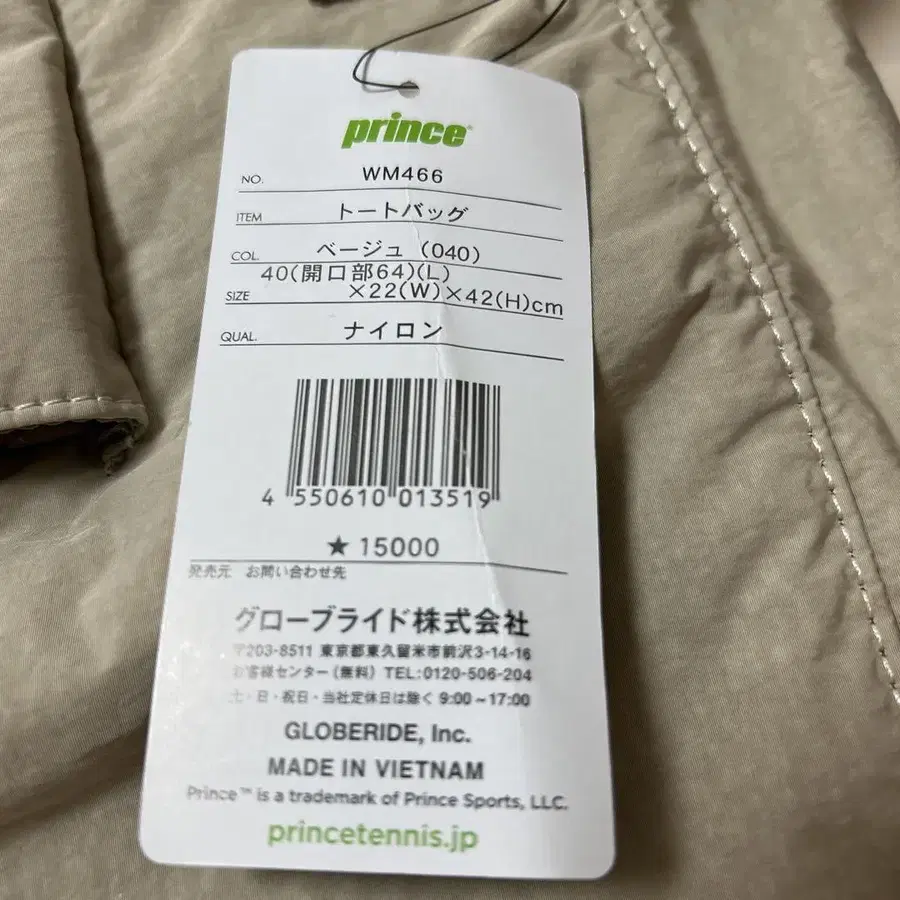 prince
NO. WM466
ITEM トートバッグ
COL. ベージュ (040)
40(開口部64)(L)
SIZE ×22(W)×42(H)cm
QUAL. ナイロン
4 550610 013519
★ 15000
発売元 お問い合わせ先
グローブライド株式会社
〒203-8511 東京都東久留米市前沢3-14-16
お客様センター(無料) TEL:0120-506-204
土・日・祝日・当社定休日は除く 9:00~17:00
GLOBERIDE, Inc.
MADE IN VIETNAM
Prince™ is a trademark of Prince Sports, LLC.
princetennis.jp